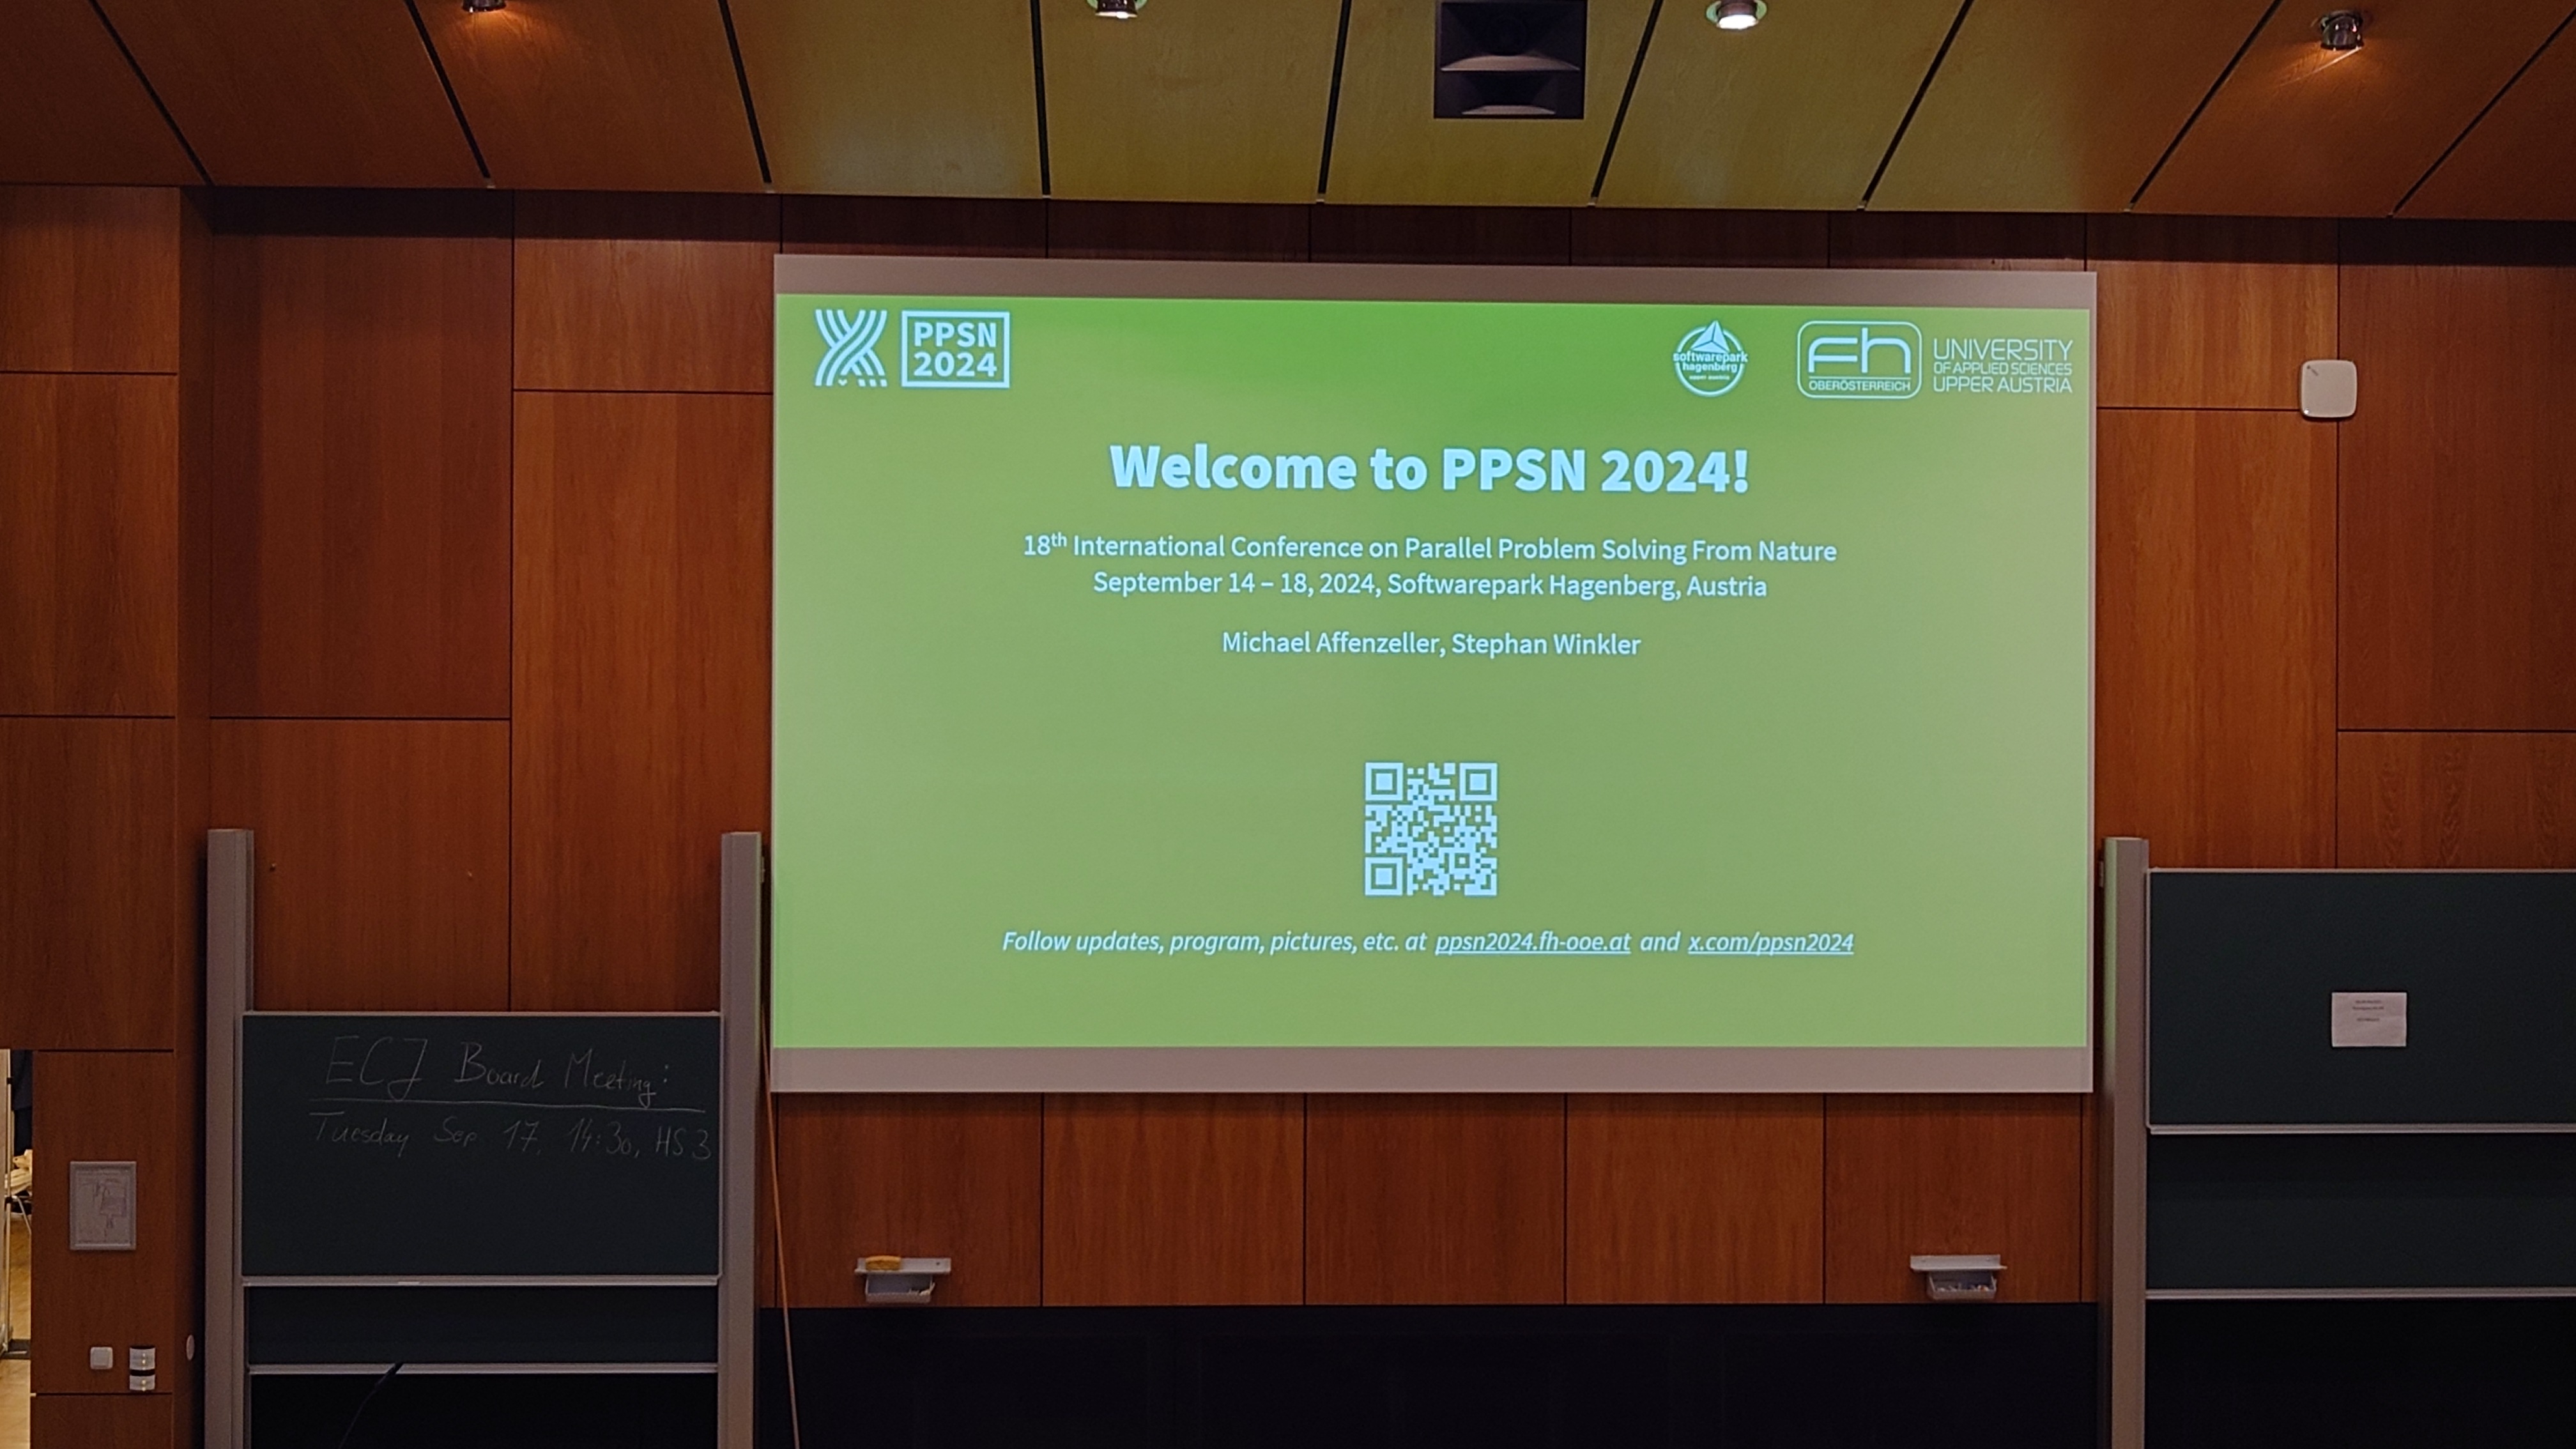 PPSN
2024
softwarepark
hagenberg
upper austria
Fh
OBERÖSTERREICH
UNIVERSITY
OF APPLIED SCIENCES
UPPER AUSTRIA
Welcome to PPSN 2024!
18th International Conference on Parallel Problem Solving From Nature
September 14 – 18, 2024, Softwarepark Hagenberg, Austria
Michael Affenzeller, Stephan Winkler
Follow updates, program, pictures, etc. at ppsn2024.fh-ooe.at and x.com/ppsn2024
ECJ Board Meeting:
Tuesday Sep 17, 14:30, HS 3